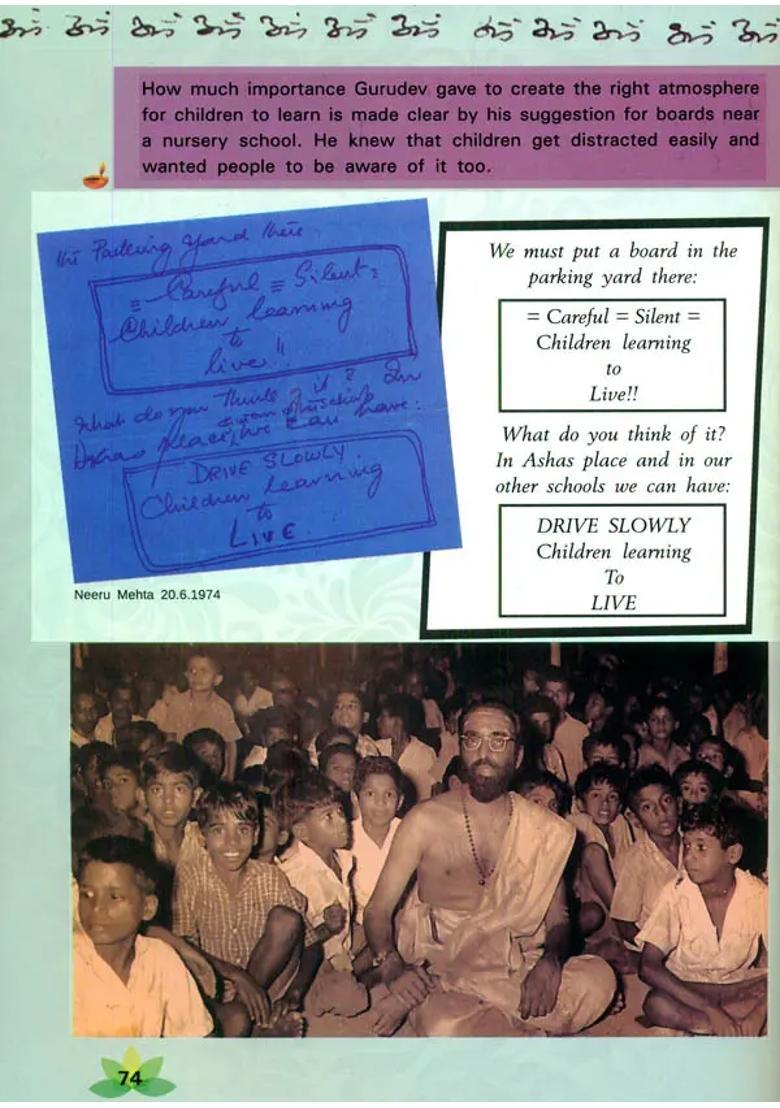 ॐ ॐ ॐ ॐ ॐ ॐ ॐ ॐ ॐ ॐ ॐ ॐ
How much importance Gurudev gave to create the right atmosphere
for children to learn is made clear by his suggestion for boards near
a nursery school. He knew that children get distracted easily and
wanted people to be aware of it too.
the Parking yard there
= Careful = Silent =
Children learning
to
live!!
What do you think of it? In
Ashas place, we can have:
DRIVE SLOWLY
Children learning
to
LIVE.
Neeru Mehta 20.6.1974
We must put a board in the
parking yard there:
= Careful = Silent =
Children learning
to
Live!!
What do you think of it?
In Ashas place and in our
other schools we can have:
DRIVE SLOWLY
Children learning
To
LIVE
74